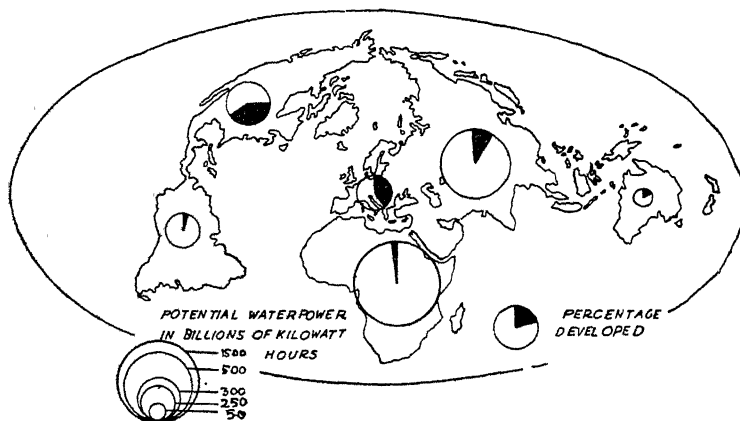 POTENTIAL WATERPOWER
IN BILLIONS OF KILOWATT
HOURS
1500
500
300
250
50
PERCENTAGE
DEVELOPED